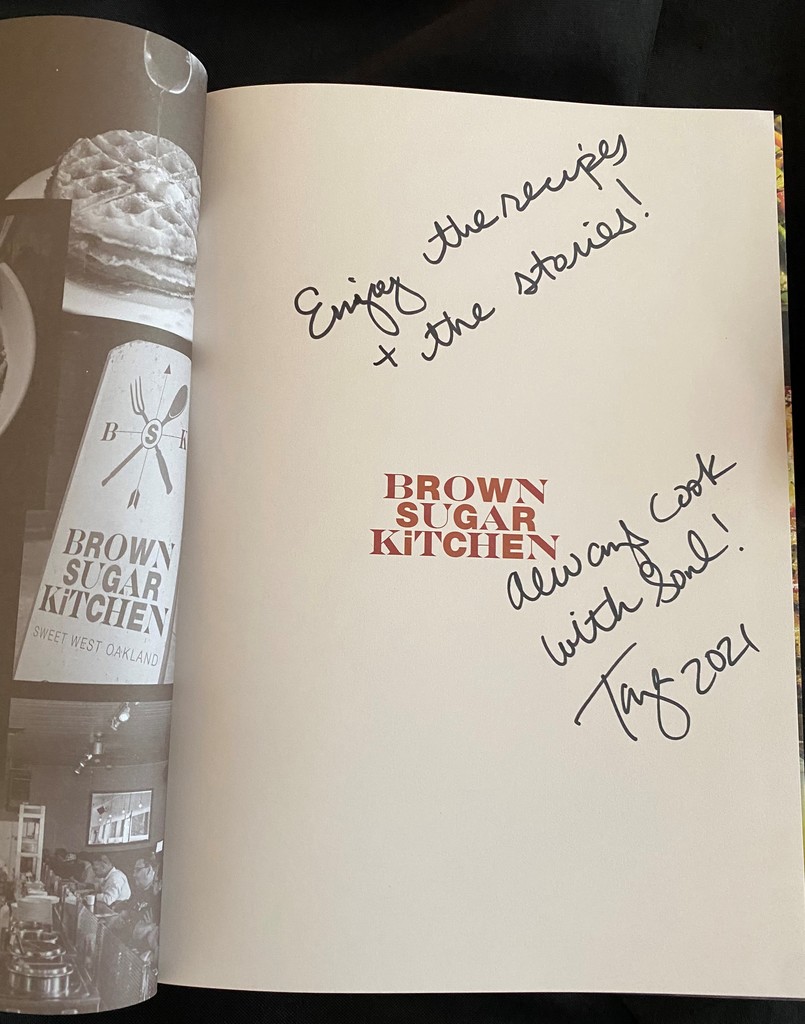 B S K
BROWN
SUGAR
KiTCHEN
SWEET WEST OAKLAND
Enjoy the recipes
+ the stories!
BROWN
SUGAR
KiTCHEN
always cook
with Soul!
Tanya 2021